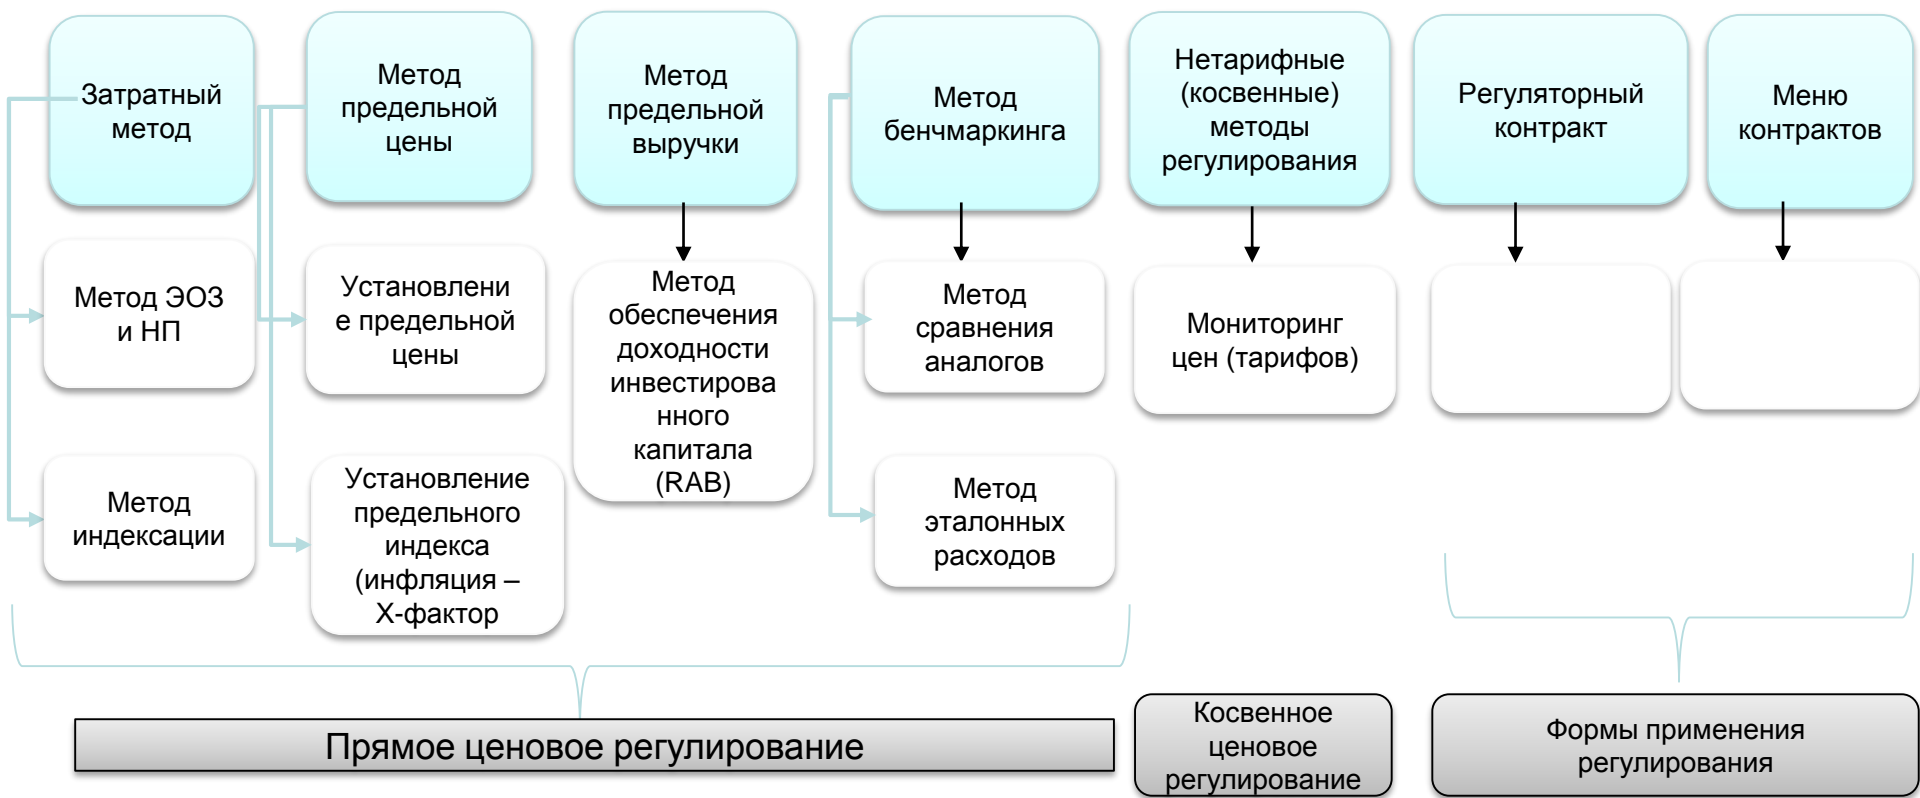 Затратный
метод
Метод
предельной
цены
Метод
предельной
выручки
Метод
бенчмаркинга
Нетарифные
(косвенные)
методы
регулирования
Регуляторный
контракт
Меню
контрактов
Метод ЭОЗ
и НП
Установлени
е предельной
цены
Метод
обеспечения
доходности
инвестирова
нного
капитала
(RAB)
Метод
сравнения
аналогов
Мониторинг
цен (тарифов)
Метод
индексации
Установление
предельного
индекса
(инфляция –
Х-фактор
Метод
эталонных
расходов
Прямое ценовое регулирование
Косвенное
ценовое
регулирование
Формы применения
регулирования